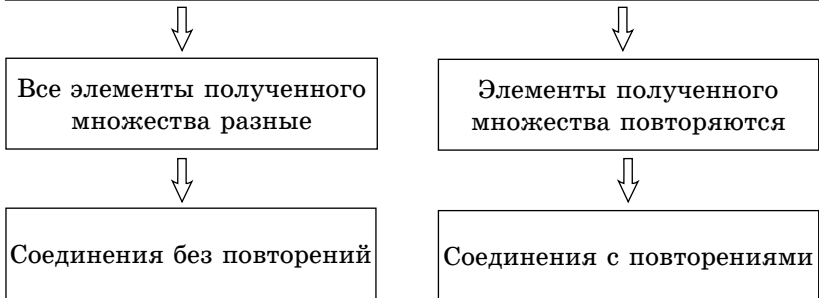 Все элементы полученного
множества разные
Элементы полученного
множества повторяются
Соединения без повторений
Соединения с повторениями